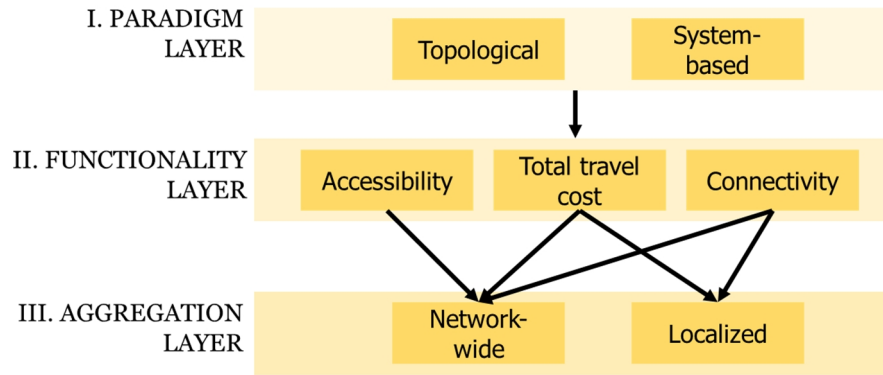 I. PARADIGM
LAYER
Topological
System-
based
II. FUNCTIONALITY
LAYER
Accessibility
Total travel
cost
Connectivity
III. AGGREGATION
LAYER
Network-
wide
Localized